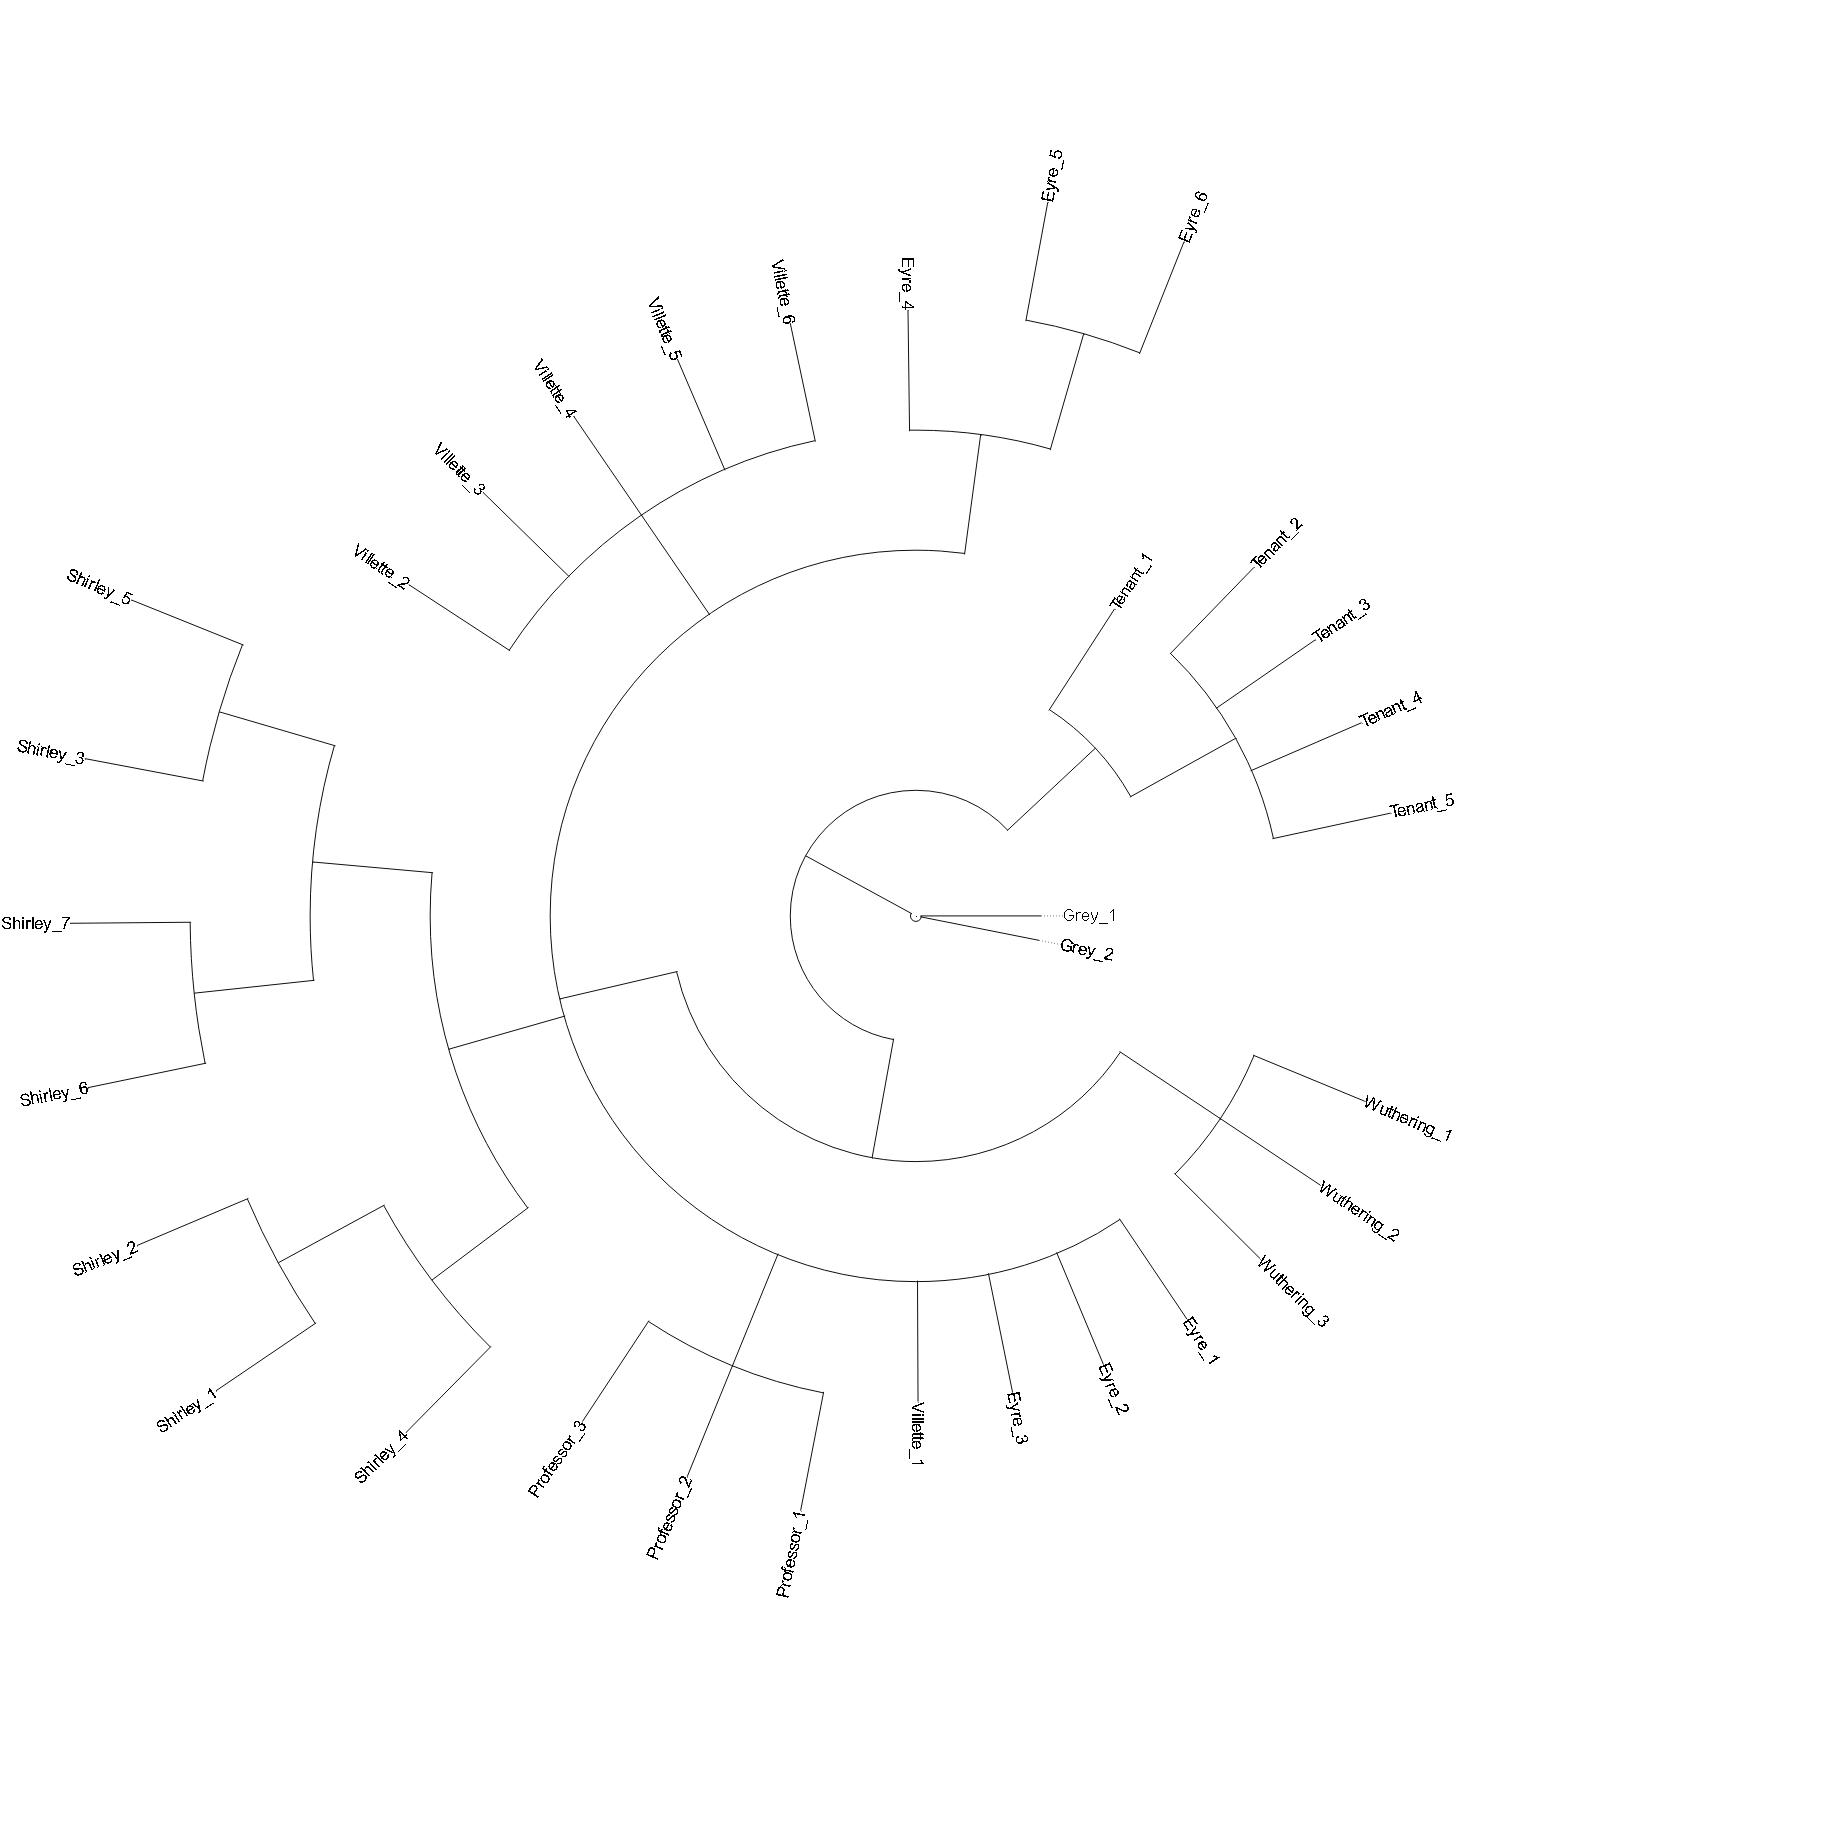 Eyre_5
Eyre_6
Eyre_4
Villette_6
Villette_5
Villette_4
Villette_3
Villette_2
Tenant_1
Tenant_2
Tenant_3
Tenant_4
Tenant_5
Shirley_5
Shirley_3
Shirley_7
Shirley_6
Shirley_2
Shirley_1
Shirley_4
Grey_1
Grey_2
Wuthering_1
Wuthering_2
Wuthering_3
Eyre_1
Eyre_2
Eyre_3
Villette_1
Professor_3
Professor_2
Professor_1